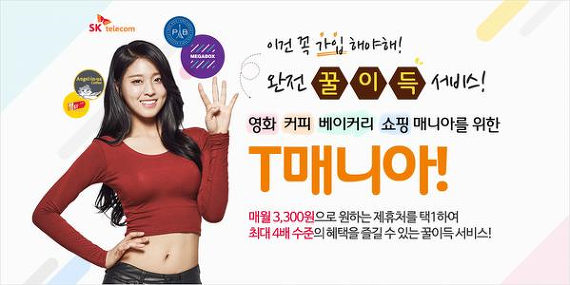 SK telecom
P B
MEGABOX
Angel-in-us
이건 꼭 가입 해야해!
완전 꿀이득 서비스!
영화 커피 베이커리 쇼핑 매니아를 위한
T매니아!
매월 3,300원으로 원하는 제휴처를 택1하여
최대 4배 수준의 혜택을 즐길 수 있는 꿀이득 서비스!